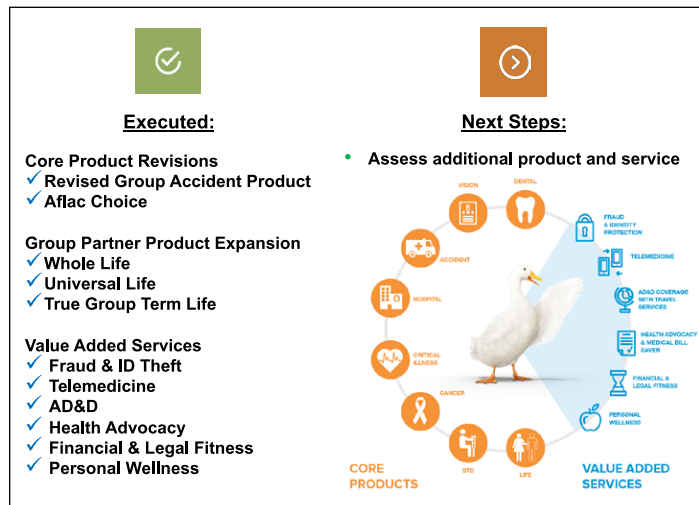 Executed:
Core Product Revisions
Revised Group Accident Product
Aflac Choice
Group Partner Product Expansion
Whole Life
Universal Life
True Group Term Life
Value Added Services
Fraud & ID Theft
Telemedicine
AD&D
Health Advocacy
Financial & Legal Fitness
Personal Wellness
Next Steps:
• Assess additional product and service
VISION
DENTAL
ACCIDENT
HOSPITAL
CRITICAL
ILLNESS
CANCER
STD
LIFE
FRAUD
& IDENTITY
PROTECTION
TELEMEDICINE
AD&D COVERAGE
WITH TRAVEL
SERVICES
HEALTH ADVOCACY
& MEDICAL BILL
SAVER
FINANCIAL &
LEGAL FITNESS
PERSONAL
WELLNESS
CORE
PRODUCTS
VALUE ADDED
SERVICES